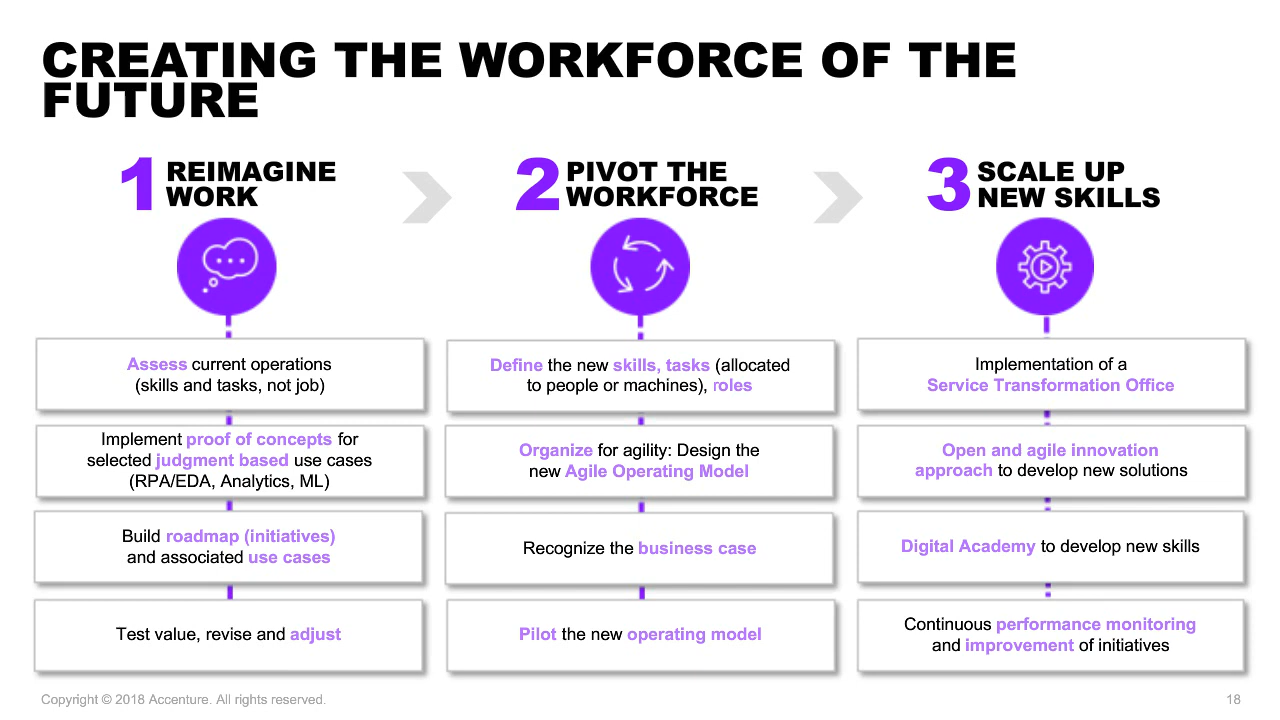 CREATING THE WORKFORCE OF THE
FUTURE
1 REIMAGINE
WORK
2 PIVOT THE
WORKFORCE
3 SCALE UP
NEW SKILLS
Assess current operations
(skills and tasks, not job)
Implement proof of concepts for
selected judgment based use cases
(RPA/EDA, Analytics, ML)
Build roadmap (initiatives)
and associated use cases
Test value, revise and adjust
Define the new skills, tasks (allocated
to people or machines), roles
Organize for agility: Design the
new Agile Operating Model
Recognize the business case
Pilot the new operating model
Implementation of a
Service Transformation Office
Open and agile innovation
approach to develop new solutions
Digital Academy to develop new skills
Continuous performance monitoring
and improvement of initiatives
Copyright © 2018 Accenture. All rights reserved.
18